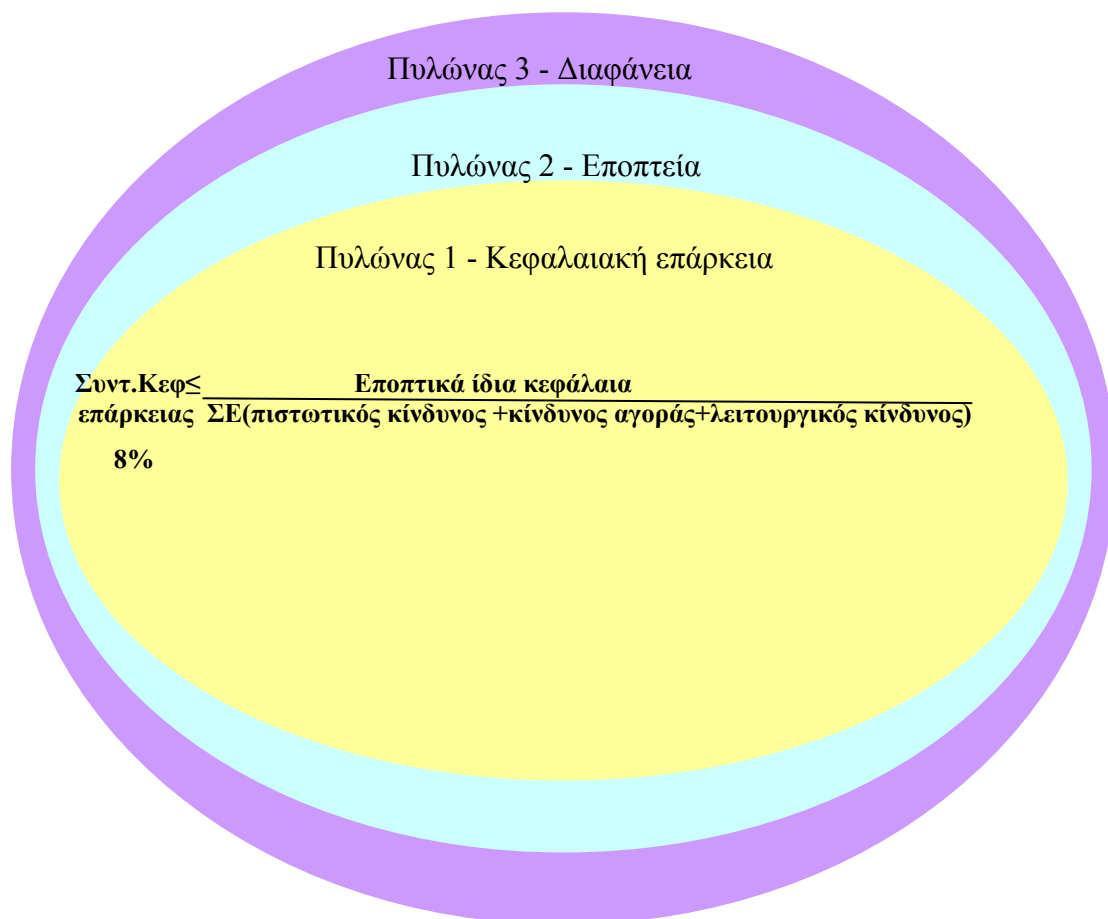 Πυλώνας 3 - Διαφάνεια
Πυλώνας 2 - Εποπτεία
Πυλώνας 1 - Κεφαλαιακή επάρκεια
Συντ.Κεφ≤ Εποπτικά ίδια κεφάλαια
επάρκειας ΣΕ(πιστωτικός κίνδυνος +κίνδυνος αγοράς+λειτουργικός κίνδυνος)
8%